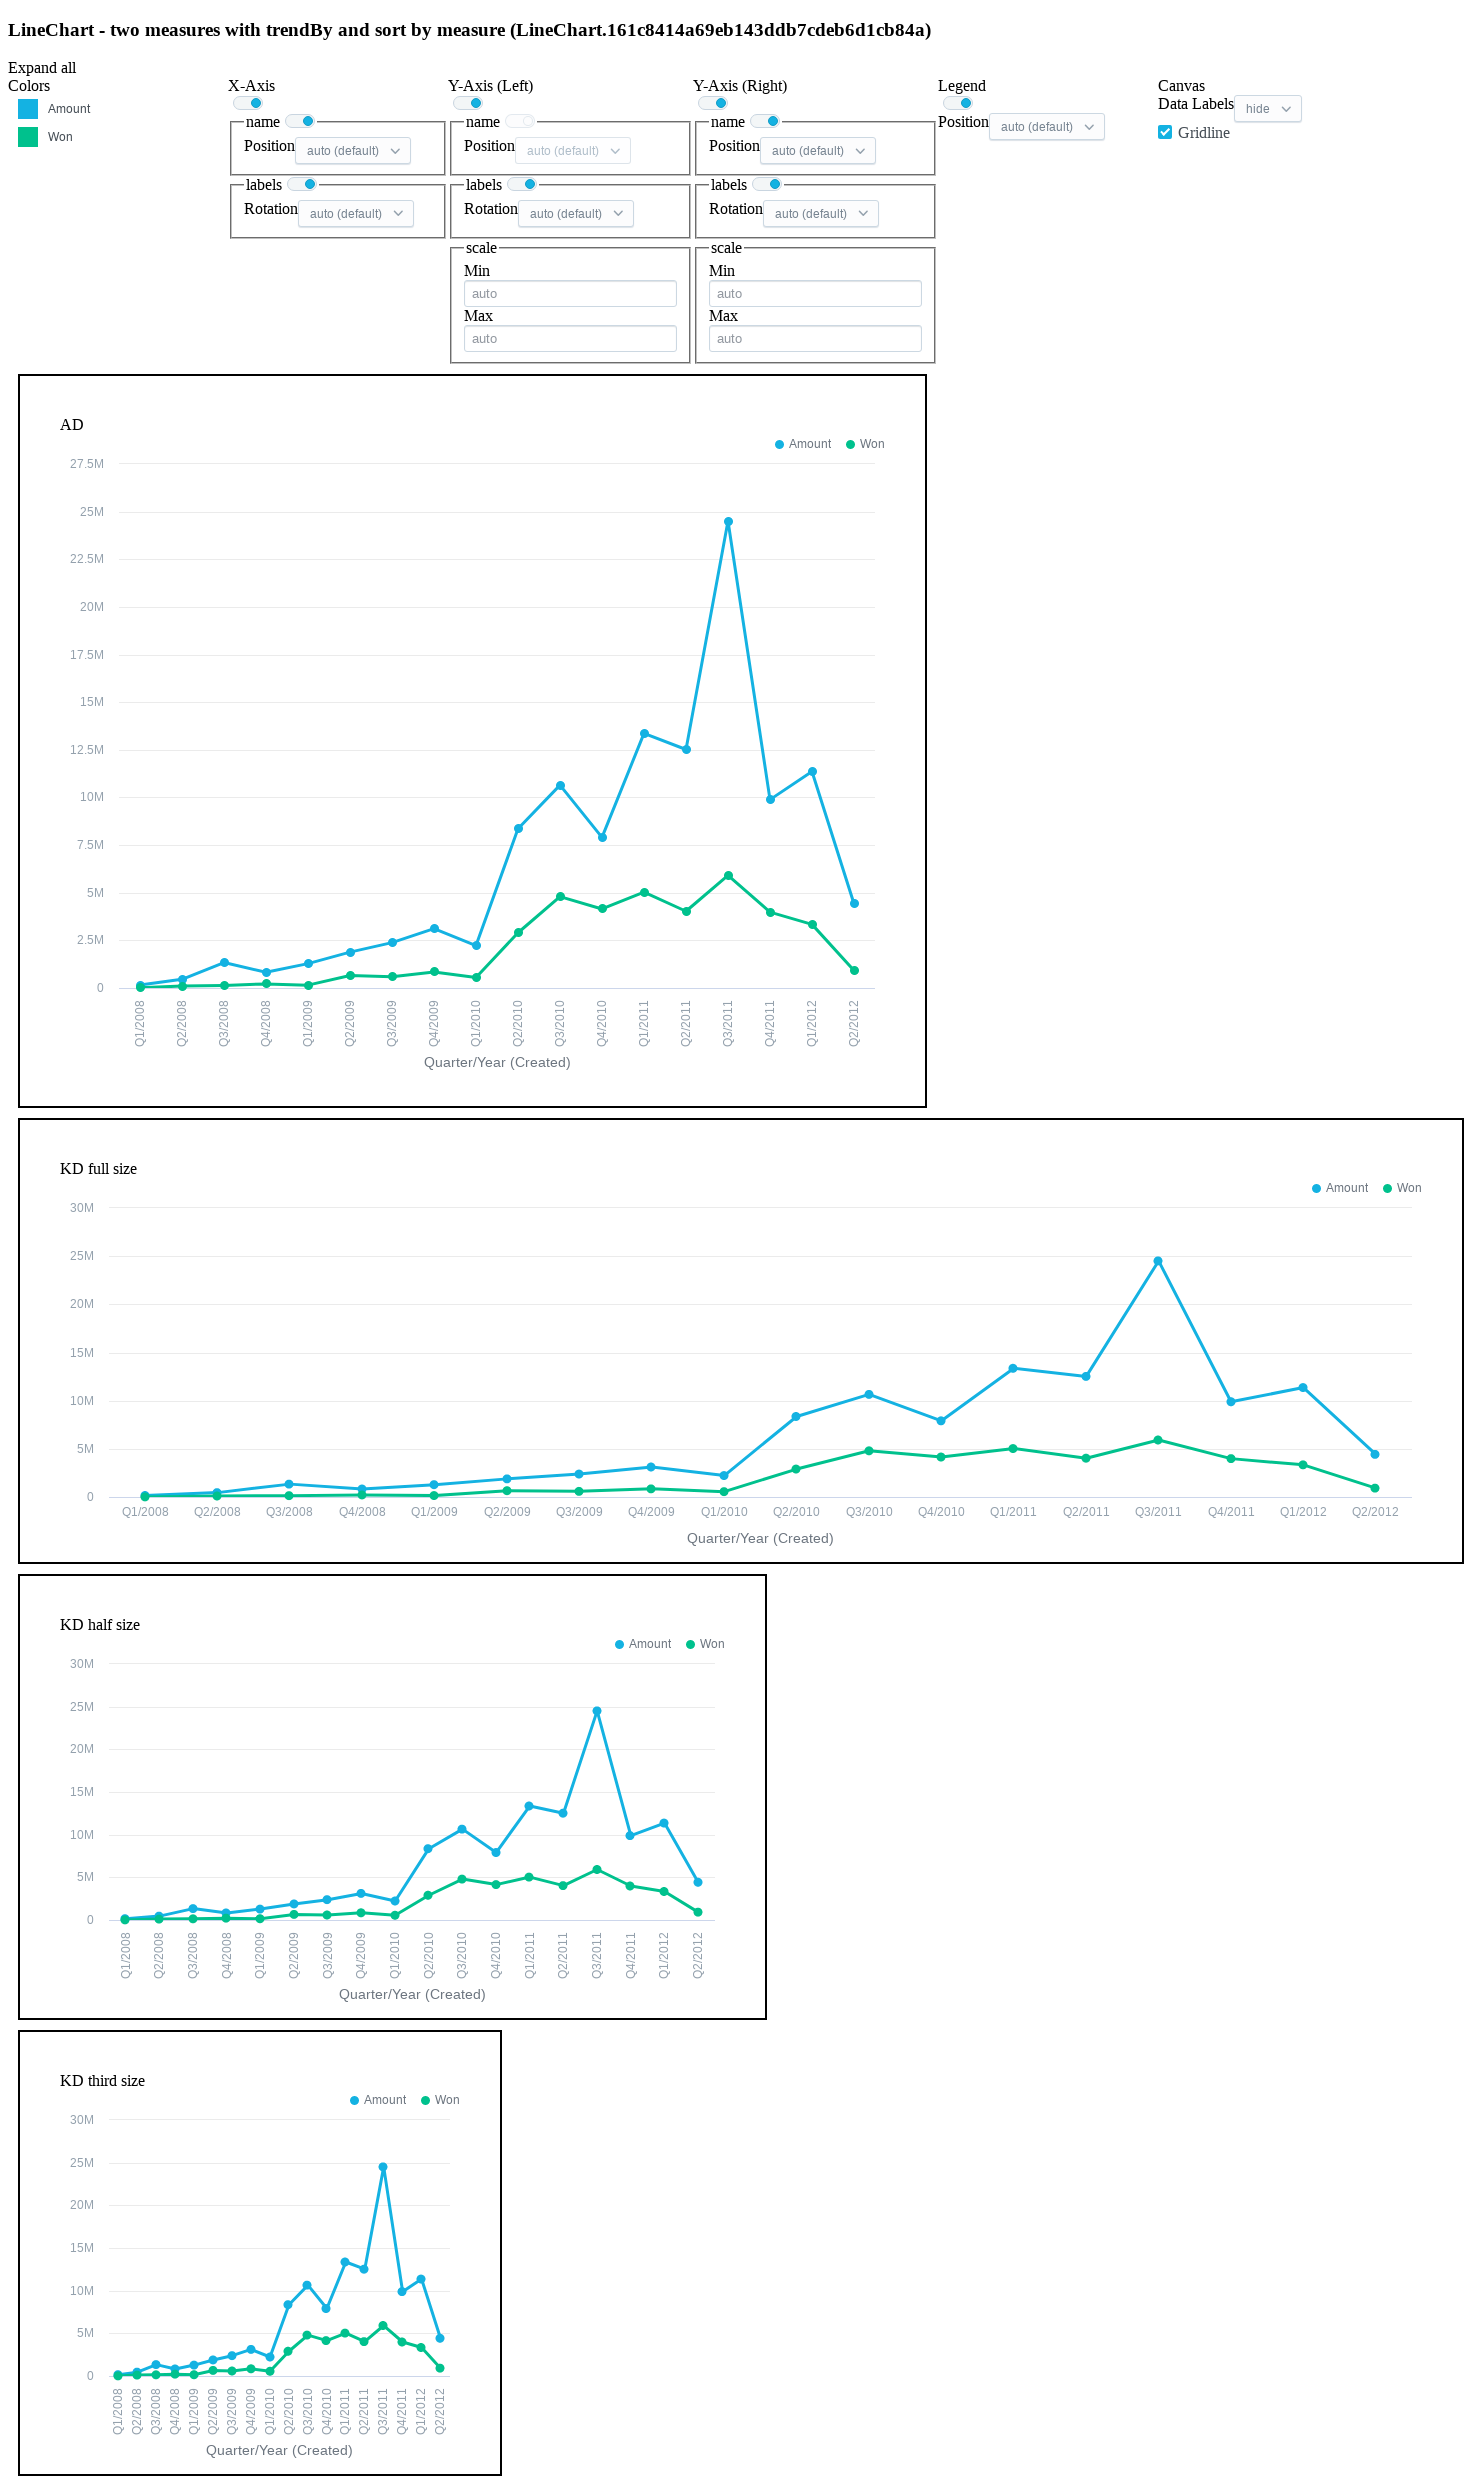 LineChart - two measures with trendBy and sort by measure (LineChart.161c8414a69eb143ddb7cdeb6d1cb84a)
Expand all
Colors
Amount
Won
X-Axis
name
Position auto (default)
labels
Rotation auto (default)
Y-Axis (Left)
name
Position auto (default)
labels
Rotation auto (default)
scale
Min
auto
Max
auto
Y-Axis (Right)
name
Position auto (default)
labels
Rotation auto (default)
scale
Min
auto
Max
auto
Legend
Position auto (default)
Canvas
Data Labels hide
Gridline
AD
Amount Won
27.5M
25M
22.5M
20M
17.5M
15M
12.5M
10M
7.5M
5M
2.5M
0
Q1/2008 Q2/2008 Q3/2008 Q4/2008 Q1/2009 Q2/2009 Q3/2009 Q4/2009 Q1/2010 Q2/2010 Q3/2010 Q4/2010 Q1/2011 Q2/2011 Q3/2011 Q4/2011 Q1/2012 Q2/2012
Quarter/Year (Created)
KD full size
Amount Won
30M
25M
20M
15M
10M
5M
0
Q1/2008 Q2/2008 Q3/2008 Q4/2008 Q1/2009 Q2/2009 Q3/2009 Q4/2009 Q1/2010 Q2/2010 Q3/2010 Q4/2010 Q1/2011 Q2/2011 Q3/2011 Q4/2011 Q1/2012 Q2/2012
Quarter/Year (Created)
KD half size
Amount Won
30M
25M
20M
15M
10M
5M
0
Q1/2008 Q2/2008 Q3/2008 Q4/2008 Q1/2009 Q2/2009 Q3/2009 Q4/2009 Q1/2010 Q2/2010 Q3/2010 Q4/2010 Q1/2011 Q2/2011 Q3/2011 Q4/2011 Q1/2012 Q2/2012
Quarter/Year (Created)
KD third size
Amount Won
30M
25M
20M
15M
10M
5M
0
Q1/2008 Q2/2008 Q3/2008 Q4/2008 Q1/2009 Q2/2009 Q3/2009 Q4/2009 Q1/2010 Q2/2010 Q3/2010 Q4/2010 Q1/2011 Q2/2011 Q3/2011 Q4/2011 Q1/2012 Q2/2012
Quarter/Year (Created)